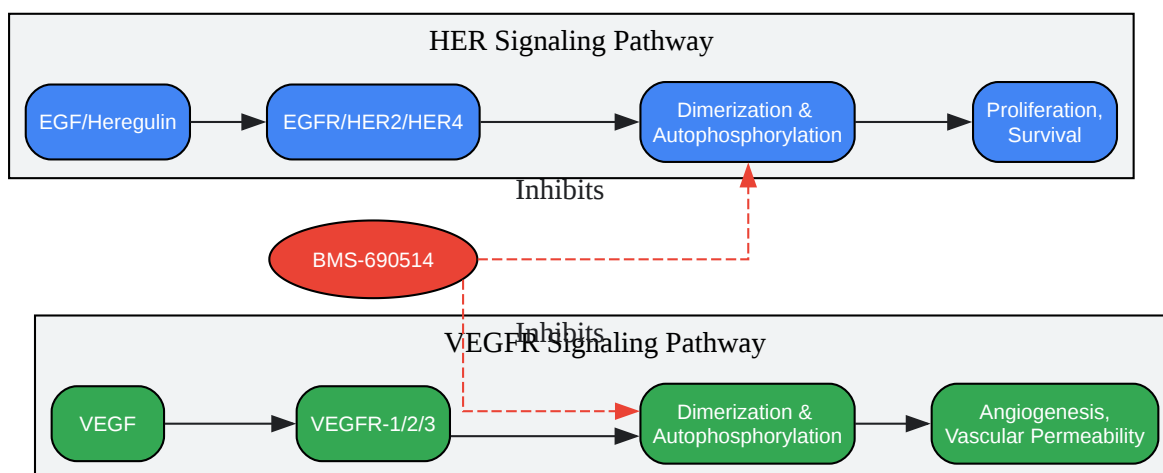 HER Signaling Pathway
EGF/Heregulin
EGFR/HER2/HER4
Dimerization &
Autophosphorylation
Proliferation,
Survival
Inhibits
BMS-690514
Inhibits
VEGFR Signaling Pathway
VEGF
VEGFR-1/2/3
Dimerization &
Autophosphorylation
Angiogenesis,
Vascular Permeability